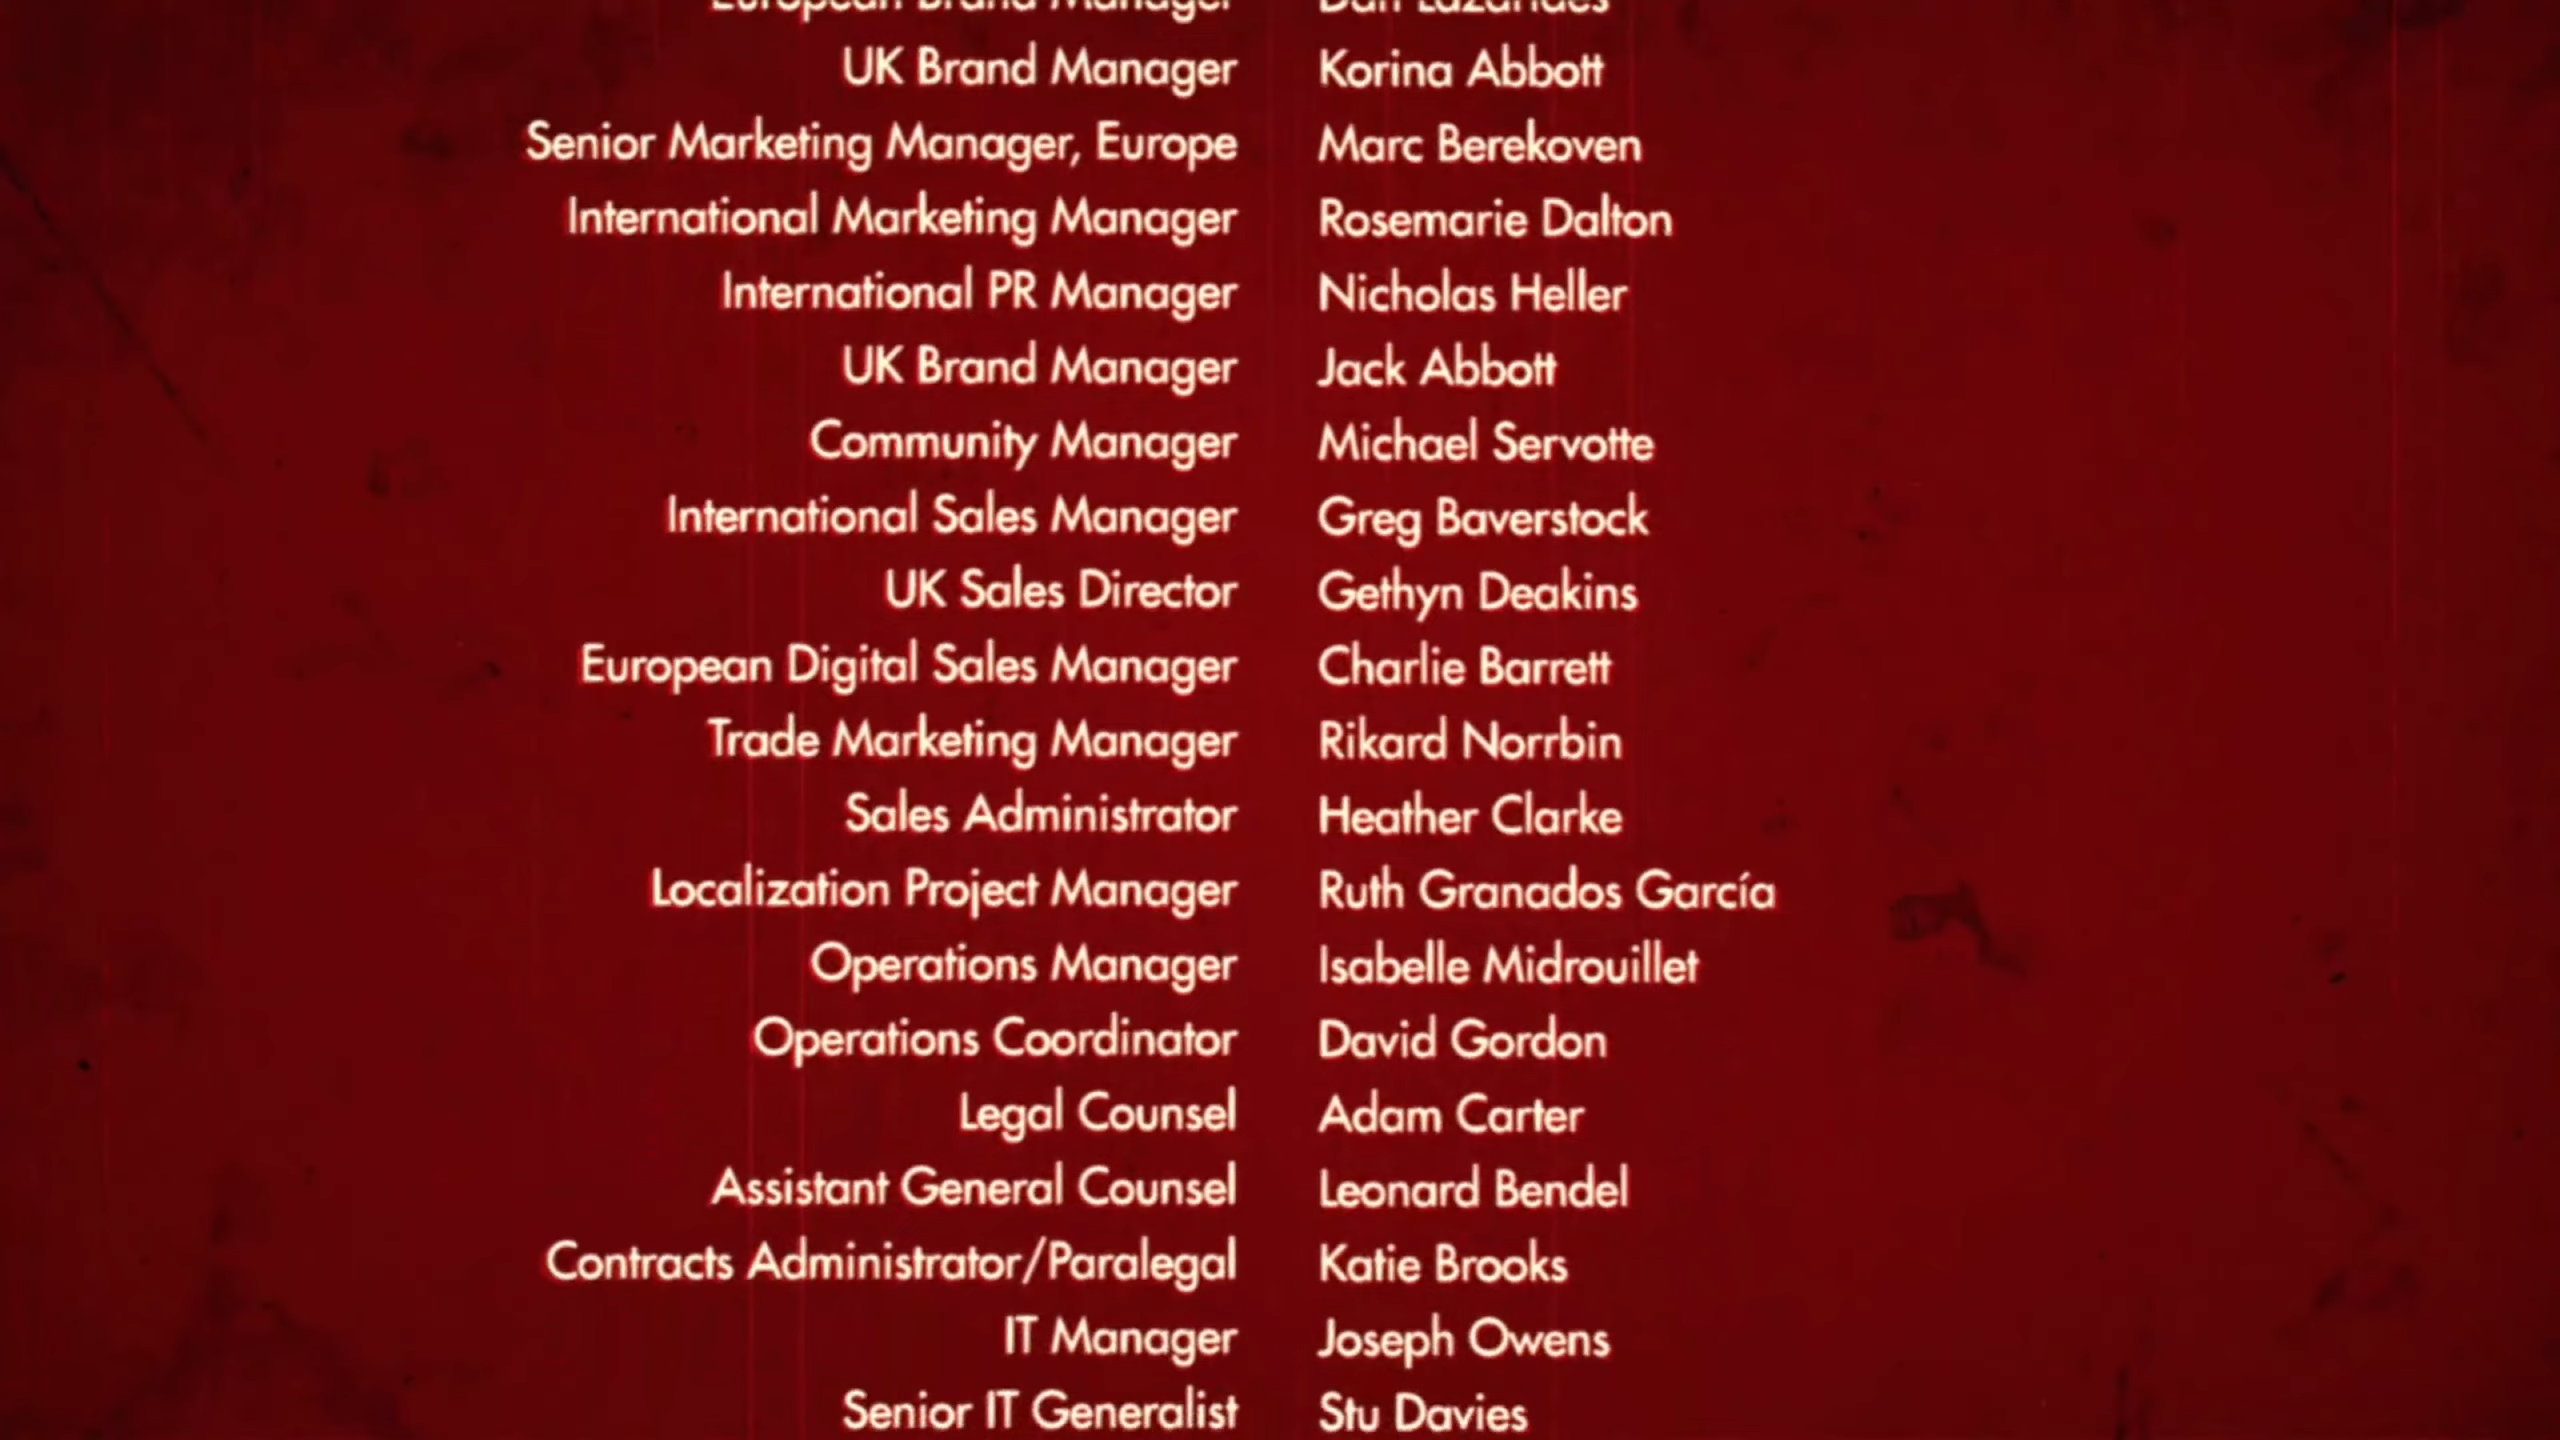 European Brand Manager
UK Brand Manager Korina Abbott
Senior Marketing Manager, Europe Marc Berekoven
International Marketing Manager Rosemarie Dalton
International PR Manager Nicholas Heller
UK Brand Manager Jack Abbott
Community Manager Michael Servotte
International Sales Manager Greg Baverstock
UK Sales Director Gethyn Deakins
European Digital Sales Manager Charlie Barrett
Trade Marketing Manager Rikard Norrbin
Sales Administrator Heather Clarke
Localization Project Manager Ruth Granados García
Operations Manager Isabelle Midrouillet
Operations Coordinator David Gordon
Legal Counsel Adam Carter
Assistant General Counsel Leonard Bendel
Contracts Administrator/Paralegal Katie Brooks
IT Manager Joseph Owens
Senior IT Generalist Stu Davies